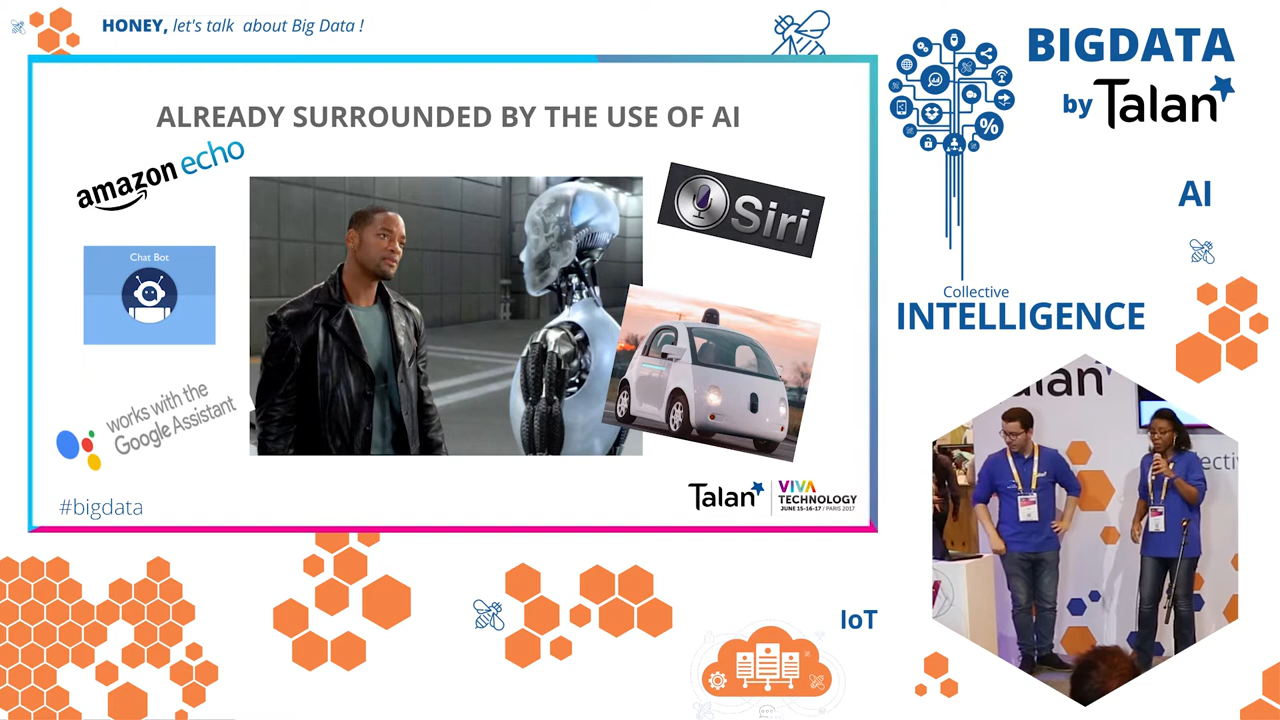 HONEY, let's talk about Big Data !
BIGDATA
by Talan
ALREADY SURROUNDED BY THE USE OF AI
amazon echo
Siri
Chat Bot
works with the
Google Assistant
#bigdata
Talan
VIVA
TECHNOLOGY
JUNE 15-16-17 / PARIS 2017
%
AI
Collective
INTELLIGENCE
IoT
alan
lecti